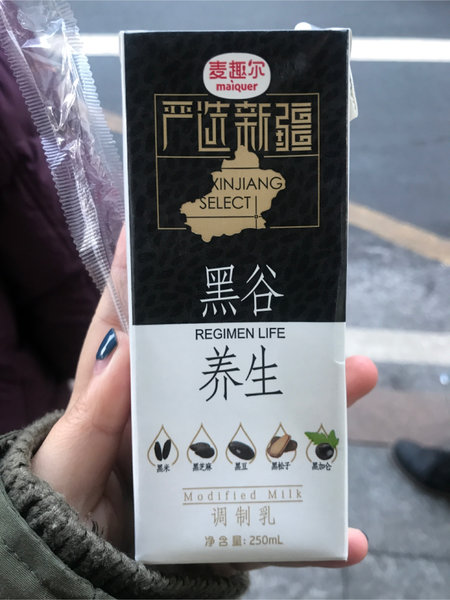 麦趣尔
maiquer
严选新疆
XINJIANG
SELECT
黑谷
REGIMEN LIFE
养生
黑米 黑芝麻 黑豆 黑松子 黑加仑
Modified Milk
调制乳
净含量:250mL